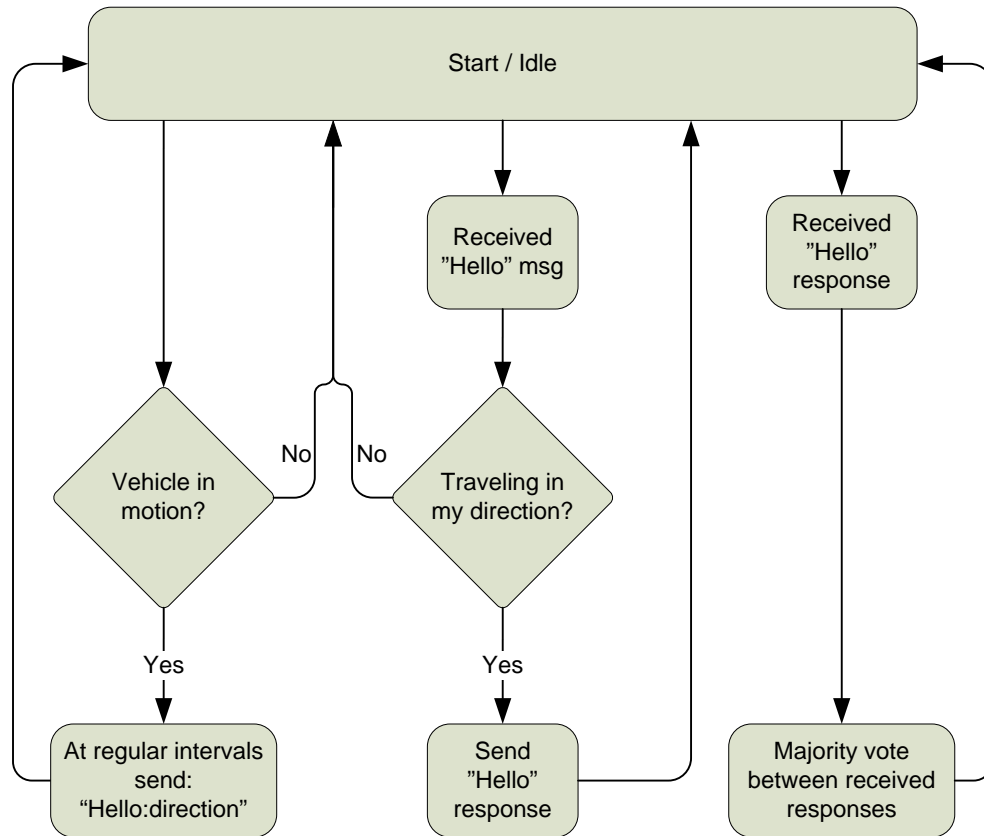 Start / Idle
Received
”Hello” msg
Received
”Hello”
response
No
No
Vehicle in
motion?
Traveling in
my direction?
Yes
Yes
At regular intervals
send:
“Hello:direction”
Send
”Hello”
response
Majority vote
between received
responses